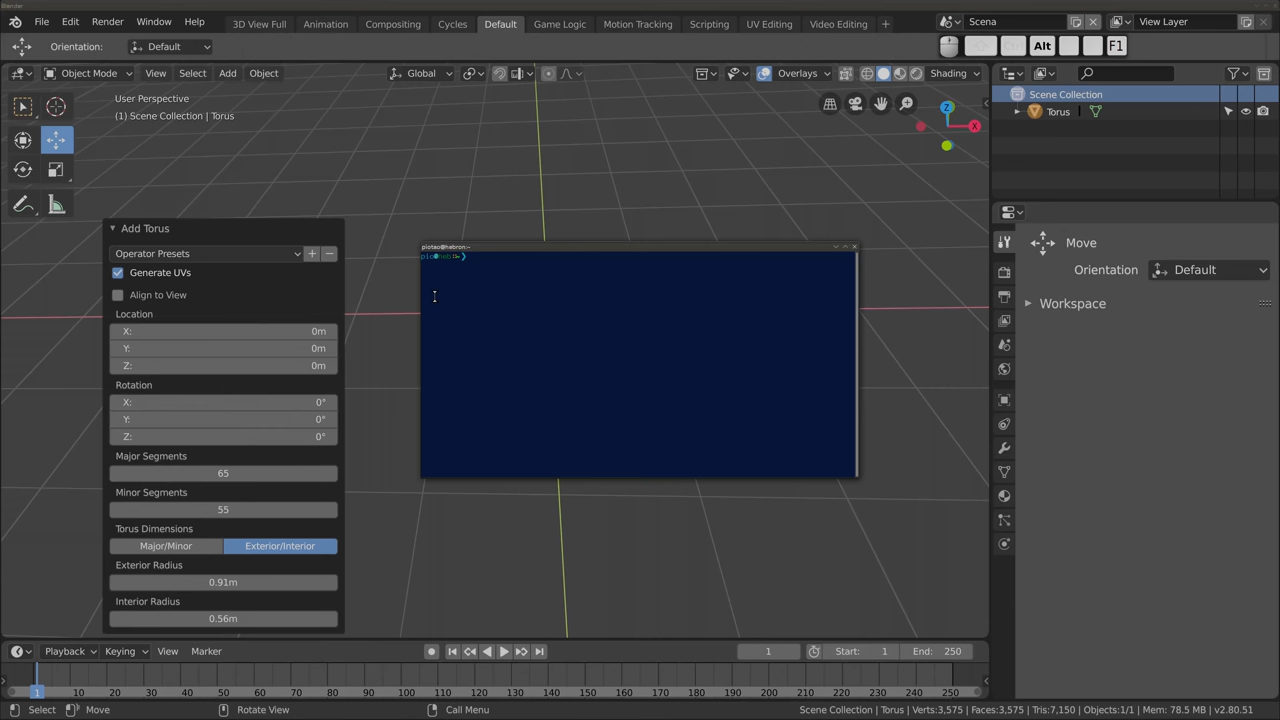 Blender
File Edit Render Window Help
3D View Full Animation Compositing Cycles Default Game Logic Motion Tracking Scripting UV Editing Video Editing +
Scena
View Layer
Orientation: Default
Alt F1
Object Mode View Select Add Object
Global
Overlays
Shading
User Perspective
(1) Scene Collection | Torus
Z
X
Scene Collection
Torus
Add Torus
Operator Presets
Generate UVs
Align to View
Location
X: 0m
Y: 0m
Z: 0m
Rotation
X: 0°
Y: 0°
Z: 0°
Major Segments
65
Minor Segments
55
Torus Dimensions
Major/Minor Exterior/Interior
Exterior Radius
0.91m
Interior Radius
0.56m
piotao@hebron:~
pio@heb:~❯
Move
Orientation Default
Workspace
Playback Keying View Marker
1
Start: 1
End: 250
1 10 20 30 40 50 60 70 80 90 100 110 120 130 140 150 160 170 180 190 200 210 220 230 240 250
Select Move Rotate View Call Menu
Scene Collection | Torus | Verts:3,575 | Faces:3,575 | Tris:7,150 | Objects:1/1 | Mem: 78.5 MB | v2.80.51